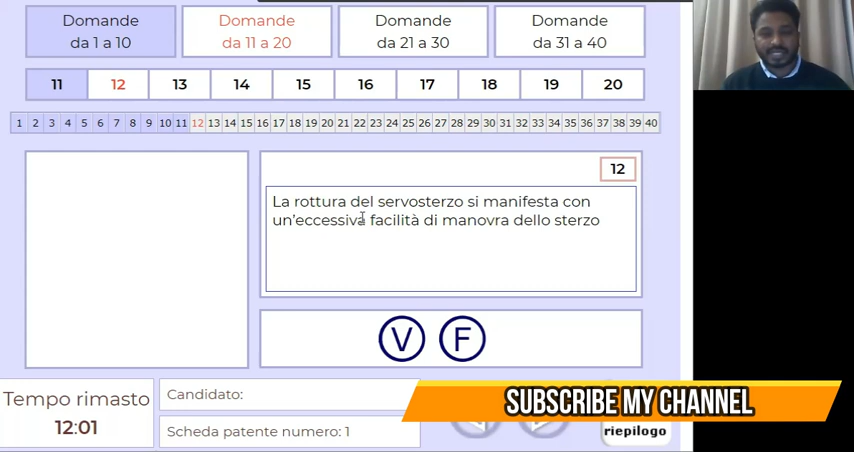 Domande
da 1 a 10
Domande
da 11 a 20
Domande
da 21 a 30
Domande
da 31 a 40
11 12 13 14 15 16 17 18 19 20
1 2 3 4 5 6 7 8 9 10 11 12 13 14 15 16 17 18 19 20 21 22 23 24 25 26 27 28 29 30 31 32 33 34 35 36 37 38 39 40
12
La rottura del servosterzo si manifesta con
un'eccessiva facilità di manovra dello sterzo
V F
Tempo rimasto
12:01
Candidato:
Scheda patente numero: 1
SUBSCRIBE MY CHANNEL
riepilogo